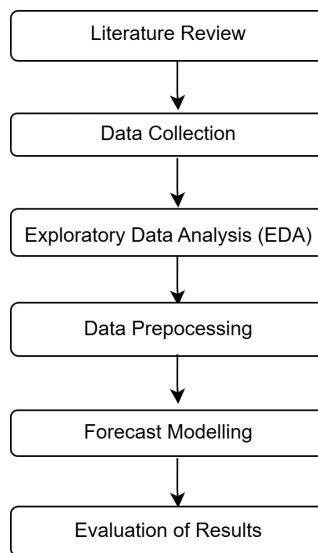 Literature Review
Data Collection
Exploratory Data Analysis (EDA)
Data Prepocessing
Forecast Modelling
Evaluation of Results